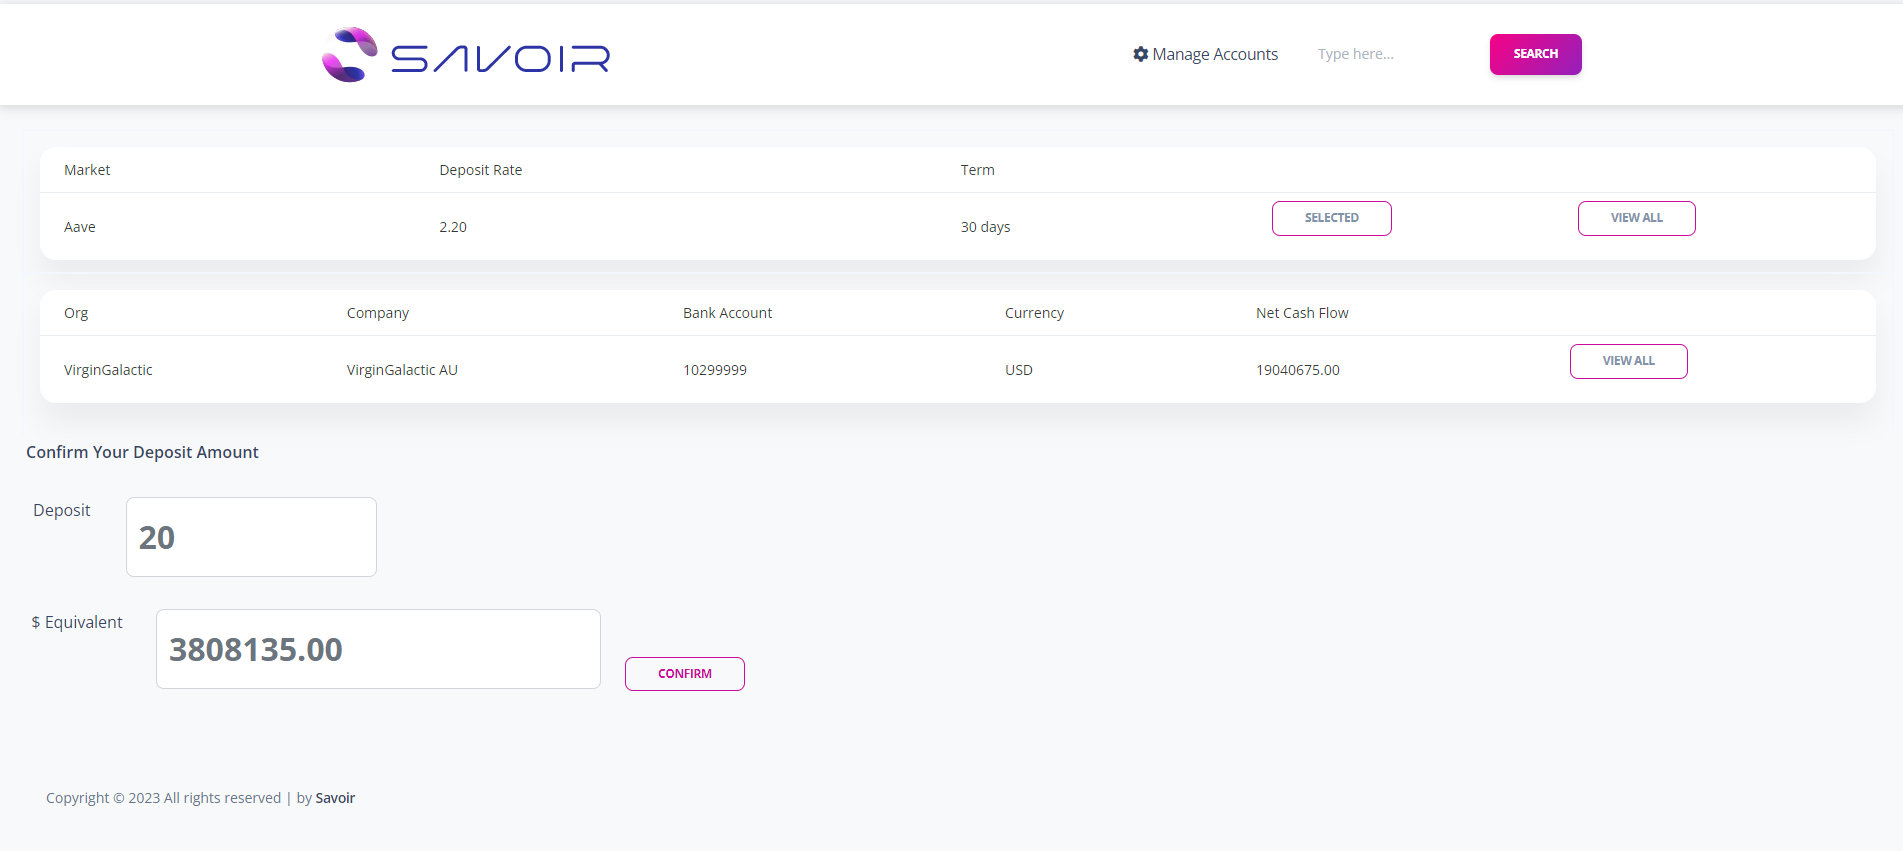 SAVOIR
Manage Accounts Type here... SEARCH
Market Deposit Rate Term
Aave 2.20 30 days SELECTED VIEW ALL
Org Company Bank Account Currency Net Cash Flow
VirginGalactic VirginGalactic AU 10299999 USD 19040675.00 VIEW ALL
Confirm Your Deposit Amount
Deposit 20
$ Equivalent 3808135.00
CONFIRM
Copyright © 2023 All rights reserved | by Savoir